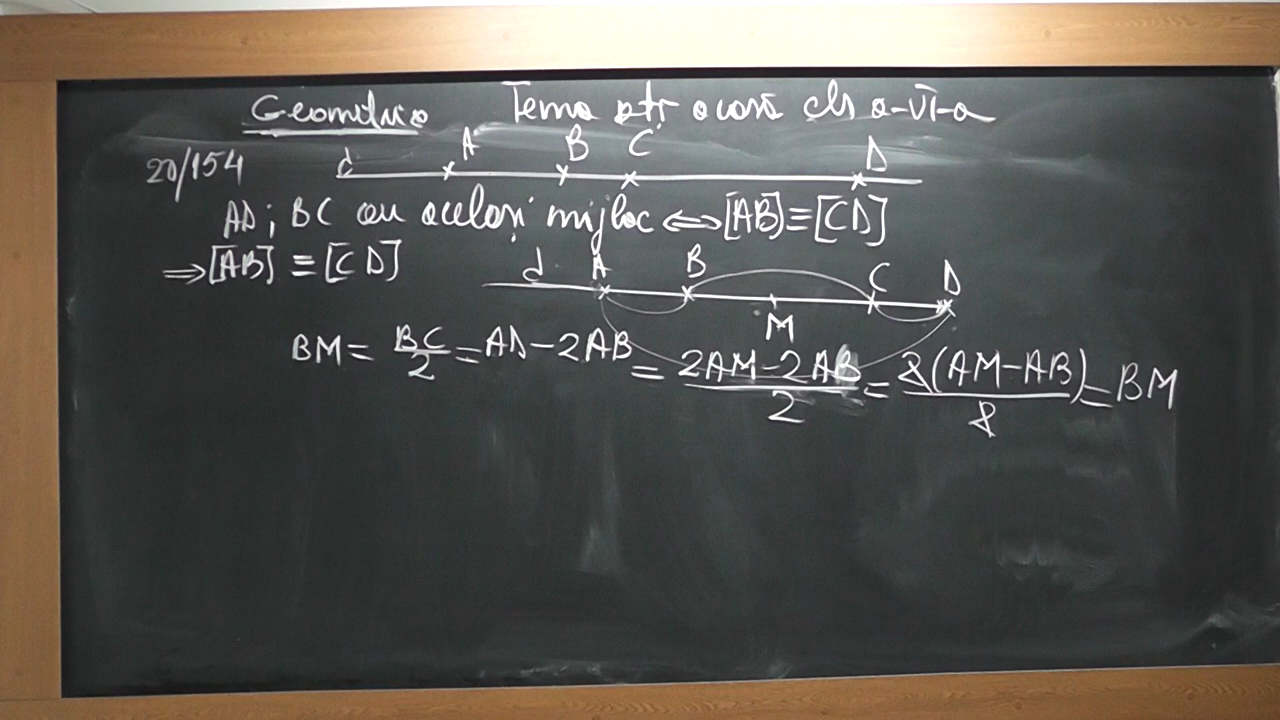 Geometrie Tema ptr acasă cls a-VI-a
20/154 d A B C D
AD; BC au același mijloc ⟺ [AB]≡[CD]
⟹ [AB] ≡ [CD]
d A B C D
M
BM = BC/2 = AD-2AB = 2AM-2AB/2 = 2(AM-AB)/2 = BM